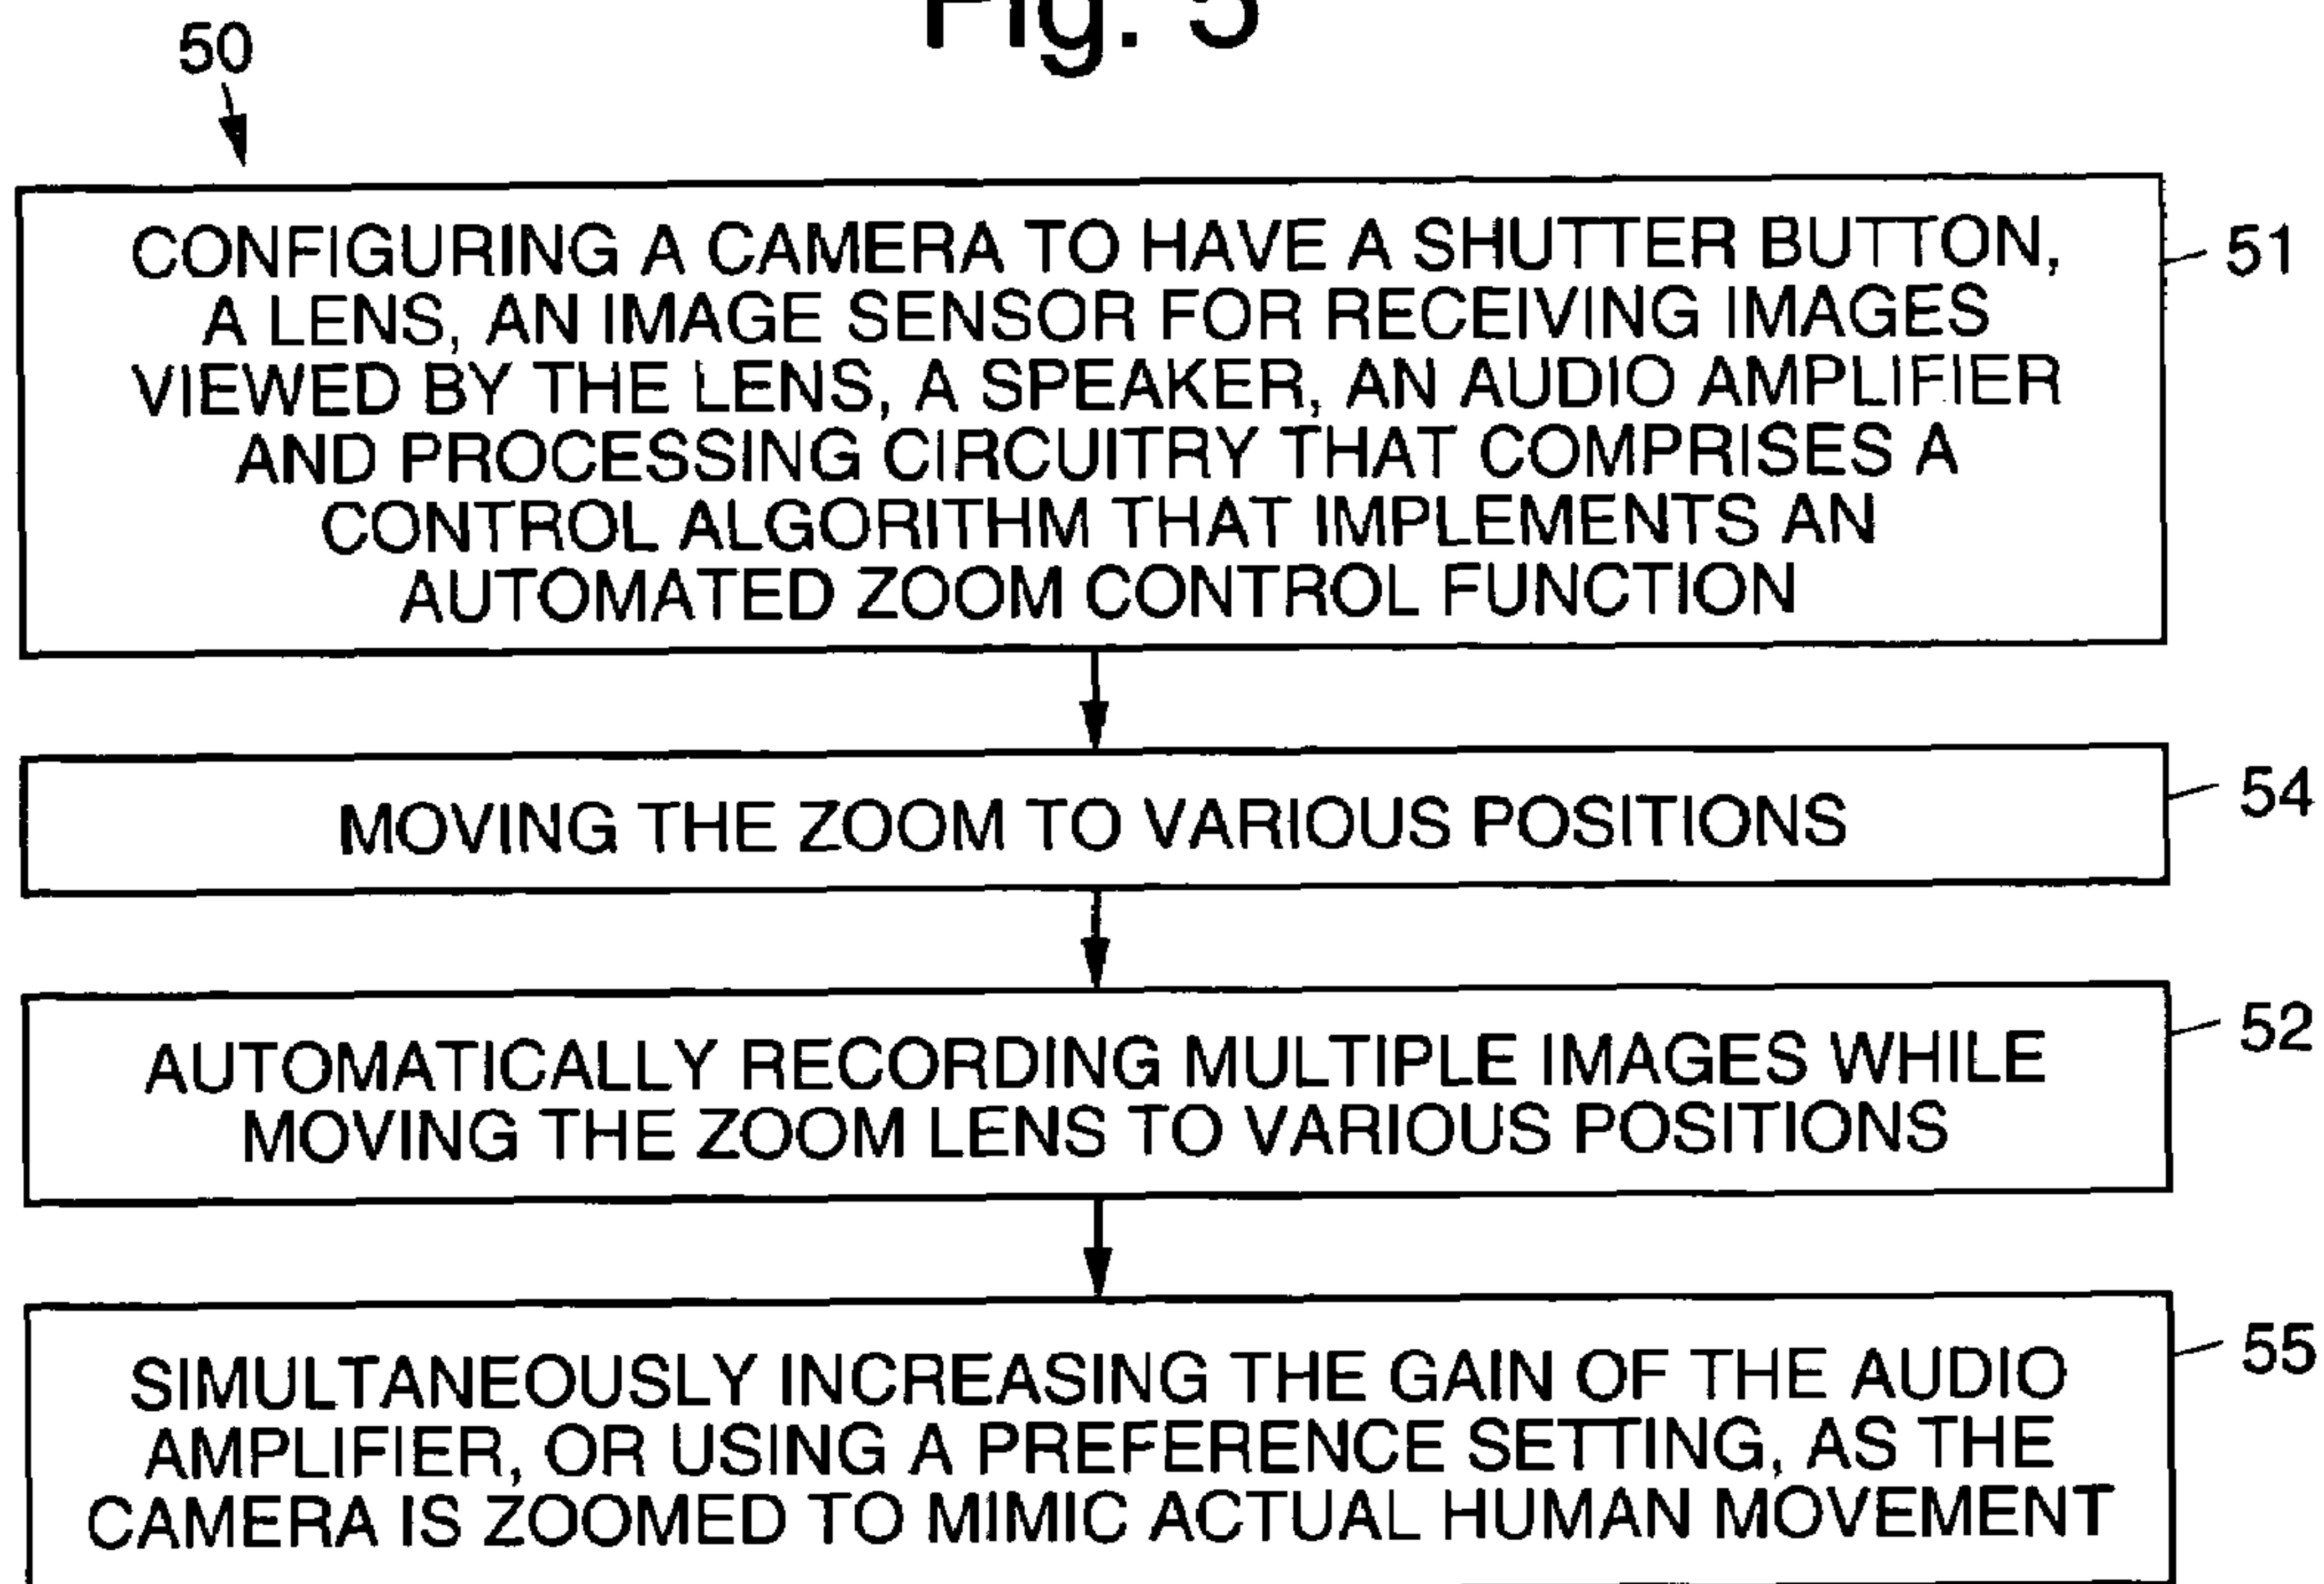 Fig. 5
50
CONFIGURING A CAMERA TO HAVE A SHUTTER BUTTON,
A LENS, AN IMAGE SENSOR FOR RECEIVING IMAGES
VIEWED BY THE LENS, A SPEAKER, AN AUDIO AMPLIFIER
AND PROCESSING CIRCUITRY THAT COMPRISES A
CONTROL ALGORITHM THAT IMPLEMENTS AN
AUTOMATED ZOOM CONTROL FUNCTION
51
MOVING THE ZOOM TO VARIOUS POSITIONS
54
AUTOMATICALLY RECORDING MULTIPLE IMAGES WHILE
MOVING THE ZOOM LENS TO VARIOUS POSITIONS
52
SIMULTANEOUSLY INCREASING THE GAIN OF THE AUDIO
AMPLIFIER, OR USING A PREFERENCE SETTING, AS THE
CAMERA IS ZOOMED TO MIMIC ACTUAL HUMAN MOVEMENT
55